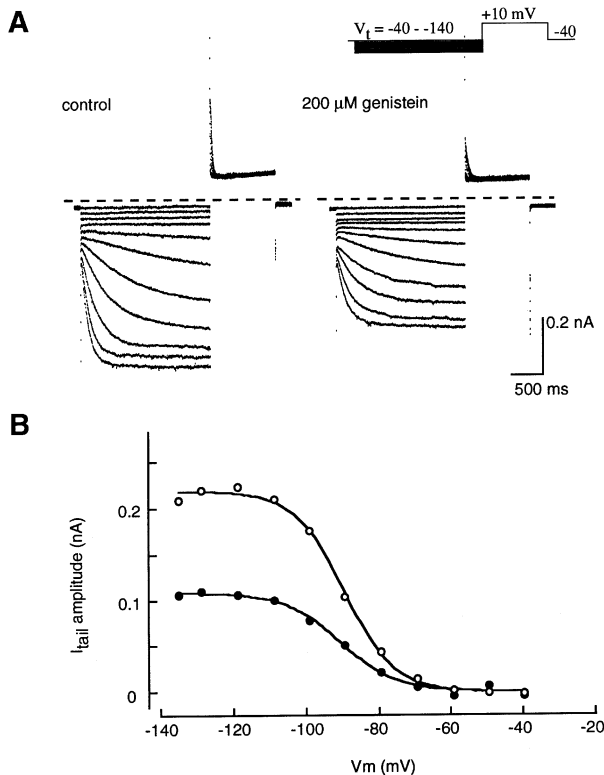 A
+10 mV
Vt = -40 - -140
-40
control
200 μM genistein
0.2 nA
500 ms
B
Itail amplitude (nA)
0.2
0.1
0
-140 -120 -100 -80 -60 -40 -20
Vm (mV)